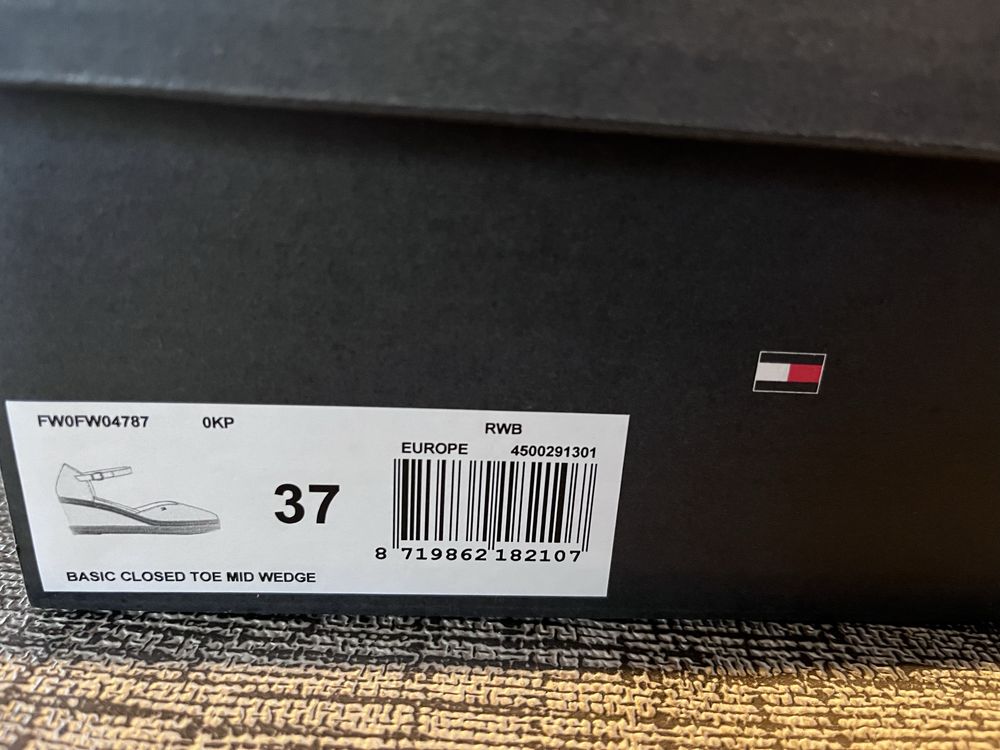 FW0FW04787 0KP RWB
EUROPE 4500291301
37
8 719862 182107
BASIC CLOSED TOE MID WEDGE